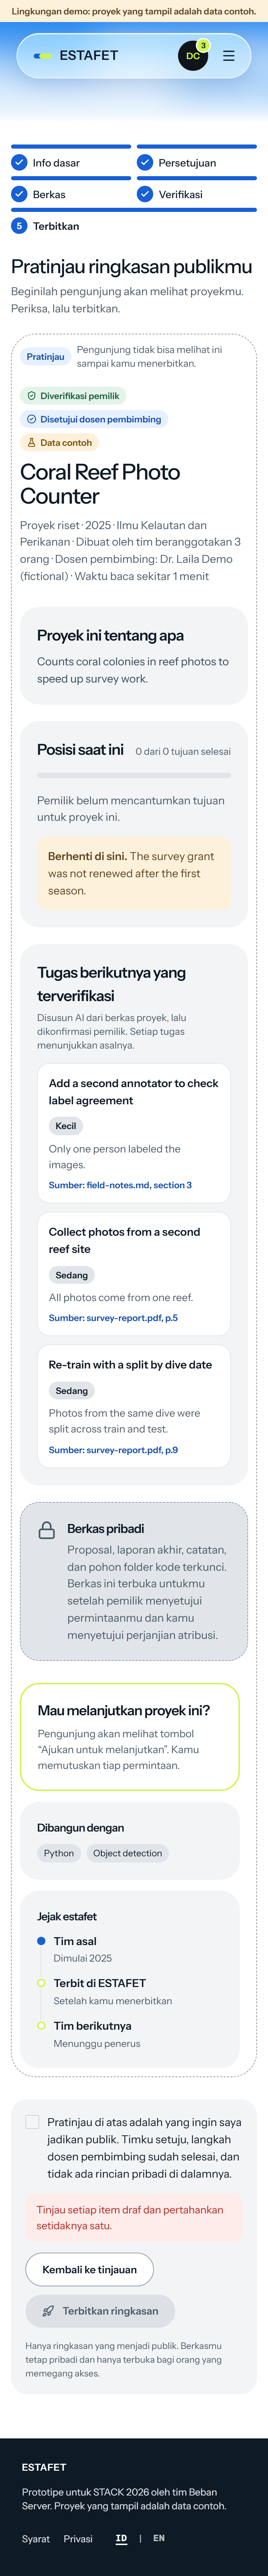 Lingkungan demo: proyek yang tampil adalah data contoh.
ESTAFET
DC
3
Info dasar
Persetujuan
Berkas
Verifikasi
5 Terbitkan
Pratinjau ringkasan publikmu
Beginilah pengunjung akan melihat proyekmu.
Periksa, lalu terbitkan.
Pratinjau
Pengunjung tidak bisa melihat ini
sampai kamu menerbitkan.
Diverifikasi pemilik
Disetujui dosen pembimbing
Data contoh
Coral Reef Photo
Counter
Proyek riset · 2025 · Ilmu Kelautan dan
Perikanan · Dibuat oleh tim beranggotakan 3
orang · Dosen pembimbing: Dr. Laila Demo
(fictional) · Waktu baca sekitar 1 menit
Proyek ini tentang apa
Counts coral colonies in reef photos to
speed up survey work.
Posisi saat ini
0 dari 0 tujuan selesai
Pemilik belum mencantumkan tujuan
untuk proyek ini.
Berhenti di sini. The survey grant
was not renewed after the first
season.
Tugas berikutnya yang
terverifikasi
Disusun AI dari berkas proyek, lalu
dikonfirmasi pemilik. Setiap tugas
menunjukkan asalnya.
Add a second annotator to check
label agreement
Kecil
Only one person labeled the
images.
Sumber: field-notes.md, section 3
Collect photos from a second
reef site
Sedang
All photos come from one reef.
Sumber: survey-report.pdf, p.5
Re-train with a split by dive date
Sedang
Photos from the same dive were
split across train and test.
Sumber: survey-report.pdf, p.9
Berkas pribadi
Proposal, laporan akhir, catatan,
dan pohon folder kode terkunci.
Berkas ini terbuka untukmu
setelah pemilik menyetujui
permintaanmu dan kamu
menyetujui perjanjian atribusi.
Mau melanjutkan proyek ini?
Pengunjung akan melihat tombol
“Ajukan untuk melanjutkan”. Kamu
memutuskan tiap permintaan.
Dibangun dengan
Python
Object detection
Jejak estafet
Tim asal
Dimulai 2025
Terbit di ESTAFET
Setelah kamu menerbitkan
Tim berikutnya
Menunggu penerus
Pratinjau di atas adalah yang ingin saya
jadikan publik. Timku setuju, langkah
dosen pembimbing sudah selesai, dan
tidak ada rincian pribadi di dalamnya.
Tinjau setiap item draf dan pertahankan
setidaknya satu.
Kembali ke tinjauan
Terbitkan ringkasan
Hanya ringkasan yang menjadi publik. Berkasmu
tetap pribadi dan hanya terbuka bagi orang yang
memegang akses.
ESTAFET
Prototipe untuk STACK 2026 oleh tim Beban
Server. Proyek yang tampil adalah data contoh.
Syarat Privasi ID | EN